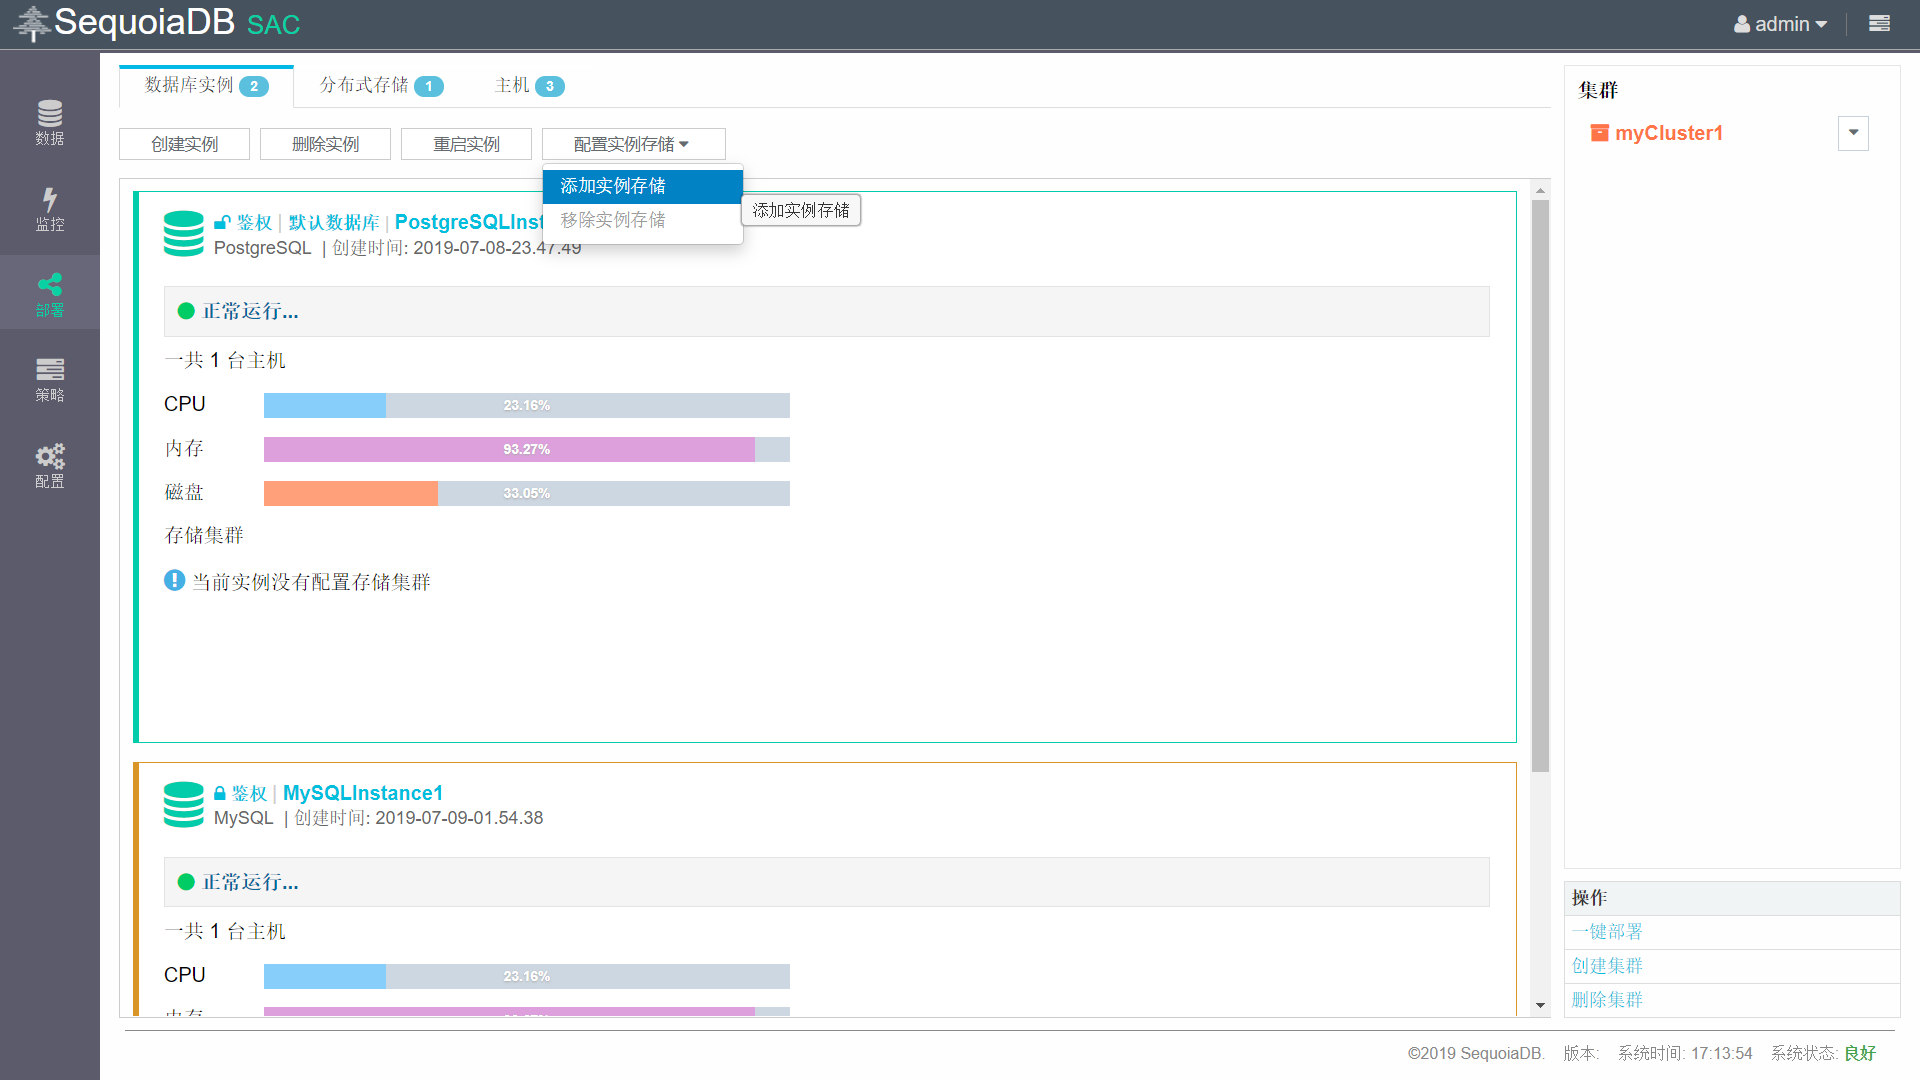 SequoiaDB SAC
admin
数据
监控
部署
策略
配置
数据库实例 2
分布式存储 1
主机 3
创建实例
删除实例
重启实例
配置实例存储
添加实例存储
移除实例存储
添加实例存储
鉴权 | 默认数据库 | PostgreSQLInst
PostgreSQL | 创建时间: 2019-07-08-23.47.49
正常运行...
一共 1 台主机
CPU 23.16%
内存 93.27%
磁盘 33.05%
存储集群
当前实例没有配置存储集群
鉴权 | MySQLInstance1
MySQL | 创建时间: 2019-07-09-01.54.38
正常运行...
一共 1 台主机
CPU 23.16%
集群
myCluster1
操作
一键部署
创建集群
删除集群
©2019 SequoiaDB. 版本: 系统时间: 17:13:54 系统状态: 良好